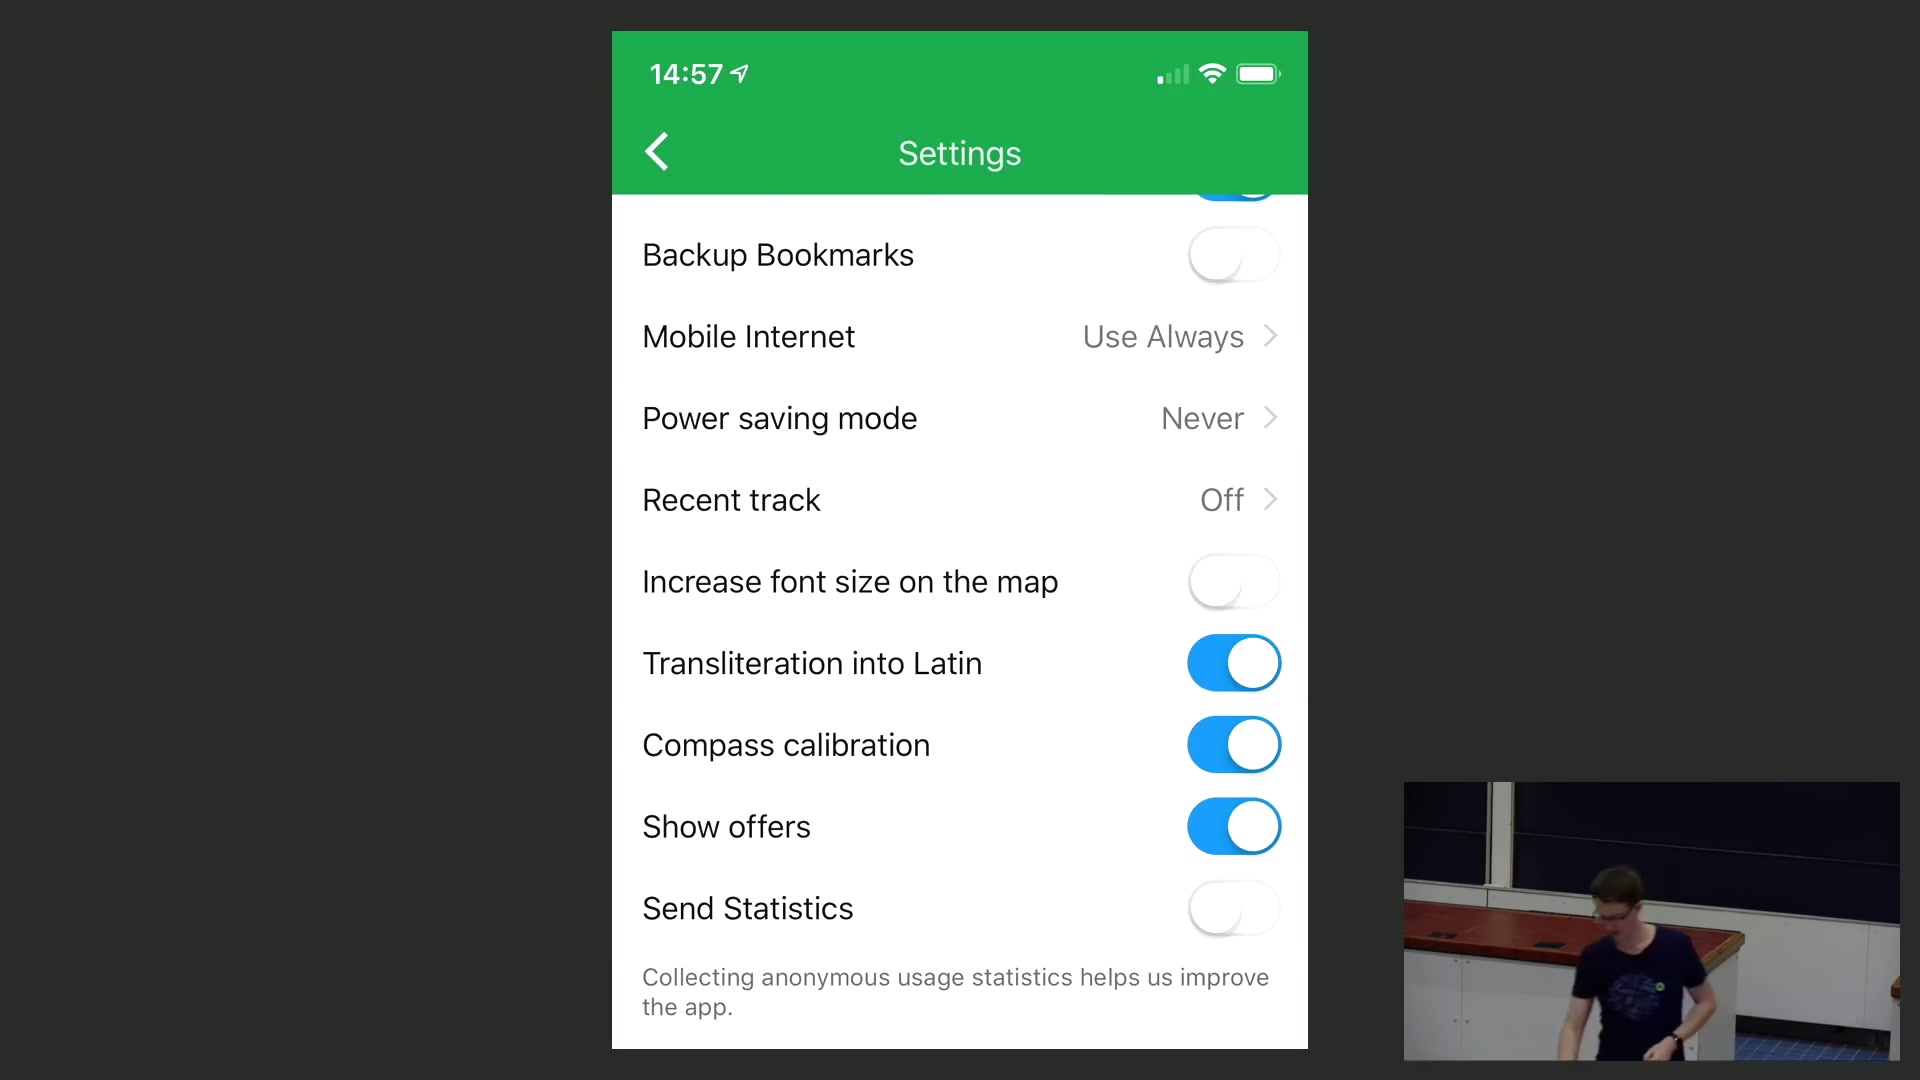 14:57
Settings
Backup Bookmarks
Mobile Internet Use Always
Power saving mode Never
Recent track Off
Increase font size on the map
Transliteration into Latin
Compass calibration
Show offers
Send Statistics
Collecting anonymous usage statistics helps us improve
the app.